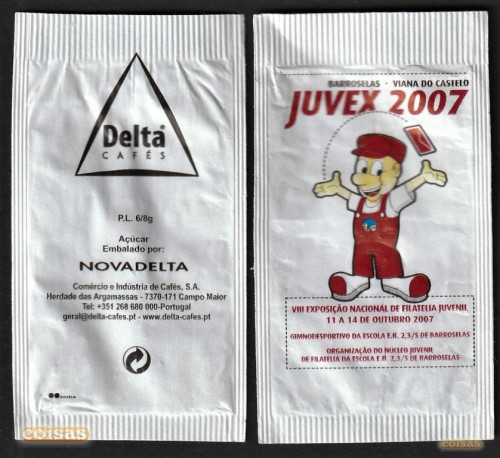 Delta
CAFÉS
P.L. 6/8g
Açúcar
Embalado por:
NOVADELTA
Comércio e Indústria de Cafés, S.A.
Herdade das Argamassas - 7370-171 Campo Maior
Tel: +351 268 680 000-Portugal
geral@delta-cafes.pt - www.delta-cafes.pt
coisas
BARROSELAS - VIANA DO CASTELO
JUVEX 2007
VIII EXPOSIÇÃO NACIONAL DE FILATELIA JUVENIL
11 A 14 DE OUTUBRO 2007
GIMNODESPORTIVO DA ESCOLA E.B. 2,3/S DE BARROSELAS
ORGANIZAÇÃO DO NUCLEO JUVENIL
DE FILATELIA DA ESCOLA E B. 2,3/S DE BARROSELAS
coisas